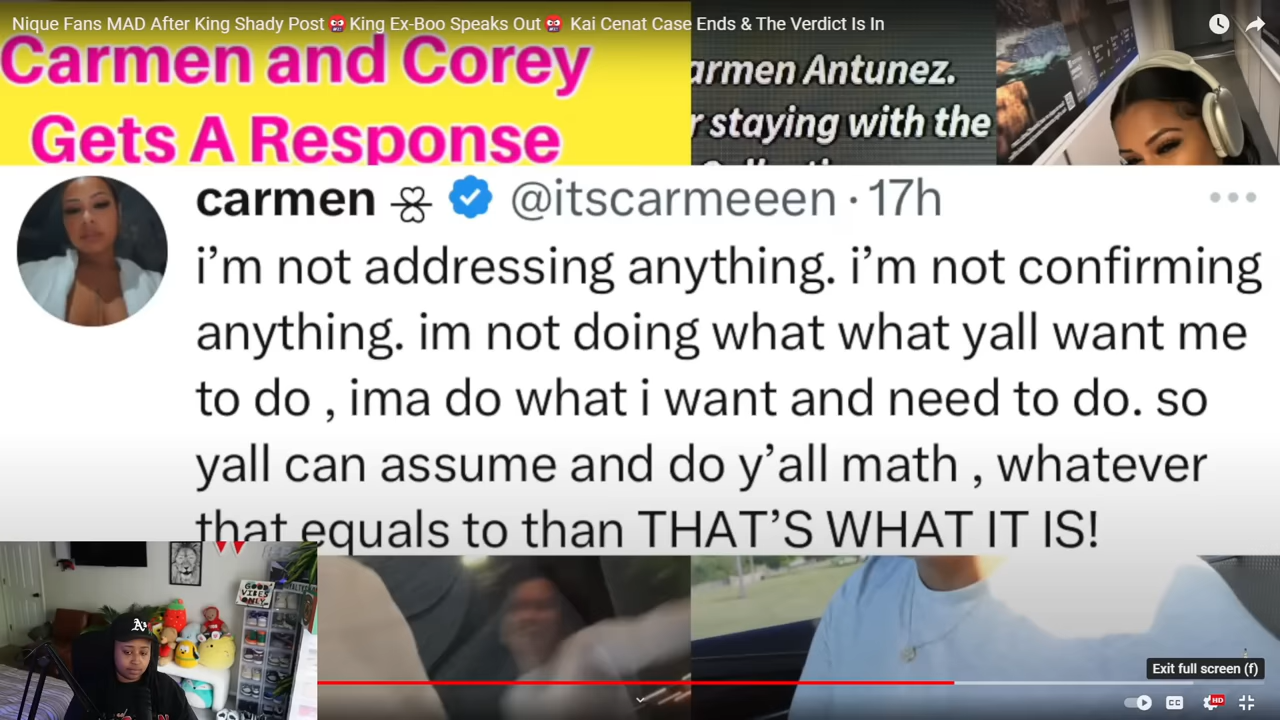 Nique Fans MAD After King Shady Post👹King Ex-Boo Speaks Out👹 Kai Cenat Case Ends & The Verdict Is In
Carmen and Corey
Gets A Response
armen Antunez.
r staying with the
carmen @itscarmeeen · 17h
i'm not addressing anything. i'm not confirming
anything. im not doing what what yall want me
to do , ima do what i want and need to do. so
yall can assume and do y'all math , whatever
that equals to than THAT'S WHAT IT IS!
GOOD
VIBES
ONLY
A's
Exit full screen (f)
CC
HD